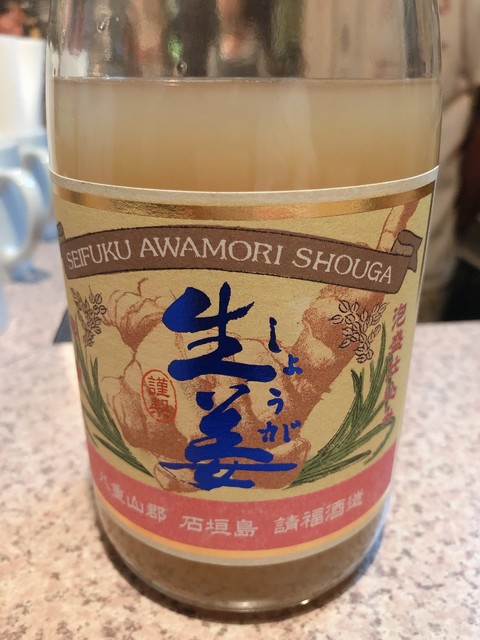 SEIFUKU AWAMORI SHOUGA
生姜
しょうが
謹製
泡盛仕込み
八重山郡 石垣島 請福酒造